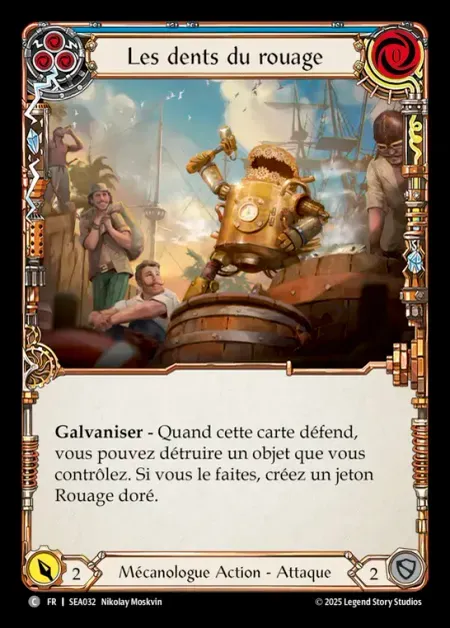 Les dents du rouage
0
Galvaniser - Quand cette carte défend,
vous pouvez détruire un objet que vous
contrôlez. Si vous le faites, créez un jeton
Rouage doré.
2
Mécanologue Action - Attaque
2
C FR | SEA032 Nikolay Moskvin
© 2025 Legend Story Studios